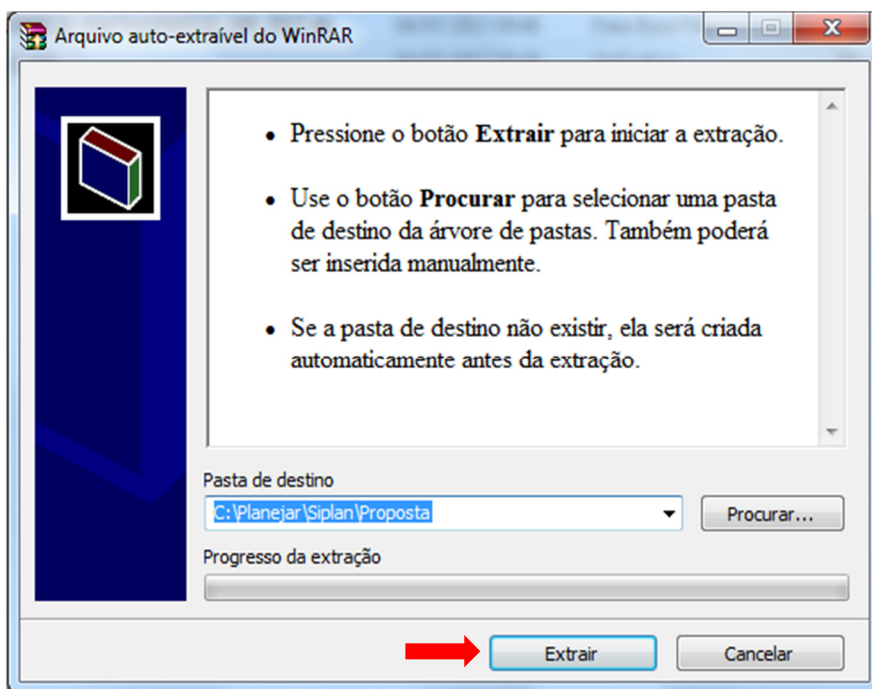 Arquivo auto-extraível do WinRAR
Pressione o botão Extrair para iniciar a extração.
Use o botão Procurar para selecionar uma pasta
de destino da árvore de pastas. Também poderá
ser inserida manualmente.
Se a pasta de destino não existir, ela será criada
automaticamente antes da extração.
Pasta de destino
C:\Planejar\Siplan\Proposta
Procurar...
Progresso da extração
Extrair
Cancelar